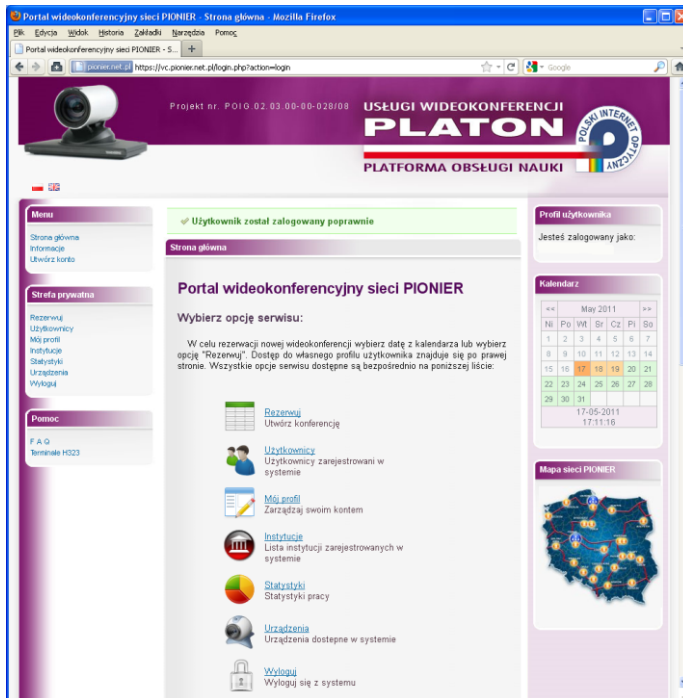 Portal wideokonferencyjny sieci PIONIER - Strona główna - Mozilla Firefox
Plik Edycja Widok Historia Zakładki Narzędzia Pomoc
Portal wideokonferencyjny sieci PIONIER - S...
pionier.net.pl https://vc.pionier.net.pl/login.php?action=login
Google
Projekt nr. POIG.02.03.00-00-028/08
USŁUGI WIDEOKONFERENCJI
PLATON
PLATFORMA OBSŁUGI NAUKI
POLSKI INTERNET OPTYCZNY
Menu
Strona główna
Informacje
Utwórz konto
Strefa prywatna
Rezerwuj
Użytkownicy
Mój profil
Instytucje
Statystyki
Urządzenia
Wyloguj
Pomoc
F A Q
Terminale H323
Użytkownik został zalogowany poprawnie
Strona główna
Portal wideokonferencyjny sieci PIONIER
Wybierz opcję serwisu:
W celu rezerwacji nowej wideokonferencji wybierz datę z kalendarza lub wybierz
opcję "Rezerwuj". Dostęp do własnego profilu użytkownika znajduje się po prawej
stronie. Wszystkie opcje serwisu dostępne są bezpośrednio na poniższej liście:
Rezerwuj
Utwórz konferencję
Użytkownicy
Użytkownicy zarejestrowani w
systemie
Mój profil
Zarządzaj swoim kontem
Instytucje
Lista instytucji zarejestrowanych w
systemie
Statystyki
Statystyki pracy
Urządzenia
Urządzenia dostepne w systemie
Wyloguj
Wyloguj się z systemu
Profil użytkownika
Jesteś zalogowany jako:
Kalendarz
<< May 2011 >>
Ni Po Wt Śr Cz Pi So
1 2 3 4 5 6 7
8 9 10 11 12 13 14
15 16 17 18 19 20 21
22 23 24 25 26 27 28
29 30 31
17-05-2011
17:11:16
Mapa sieci PIONIER